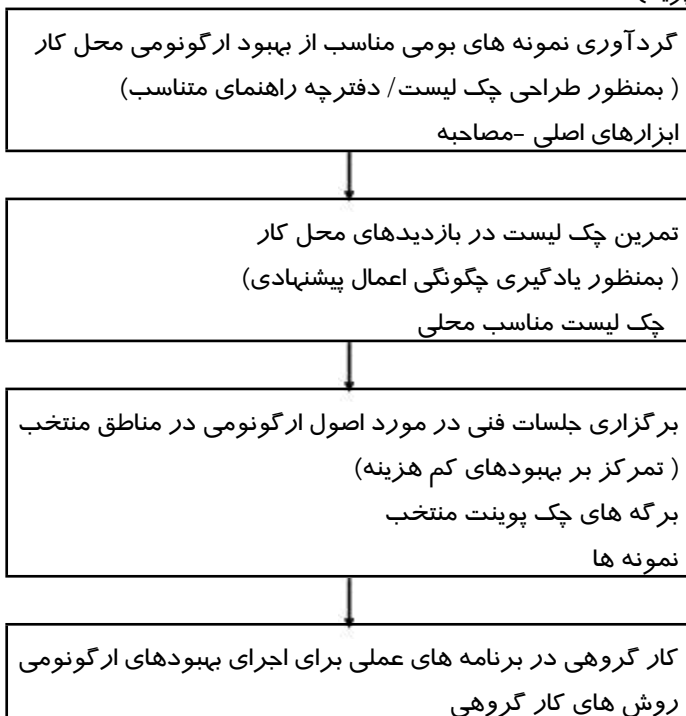 گردآوری نمونه های بومی مناسب از بهبود ارگونومی محل کار
( بمنظور طراحی چک لیست/ دفترچه راهنمای متناسب)
ابزارهای اصلی -مصاحبه
تمرین چک لیست در بازدیدهای محل کار
( بمنظور یادگیری چگونگی اعمال پیشنهادی)
چک لیست مناسب محلی
برگزاری جلسات فنی در مورد اصول ارگونومی در مناطق منتخب
( تمرکز بر بهبودهای کم هزینه)
برگه های چک پوینت منتخب
نمونه ها
کار گروهی در برنامه های عملی برای اجرای بهبودهای ارگونومی
روش های کار گروهی